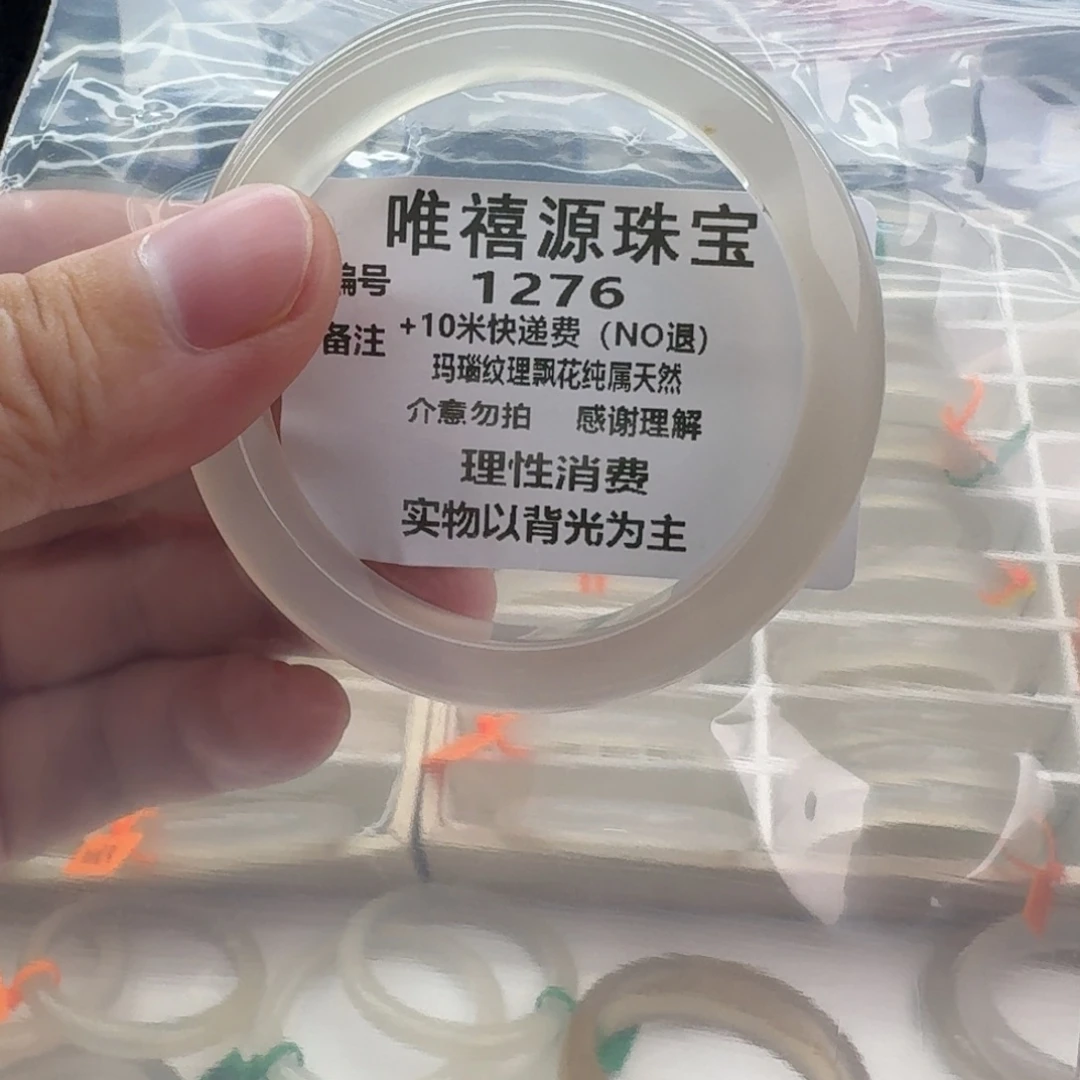 唯禧源珠宝
编号 1276
备注 +10米快递费（NO退）
玛瑙纹理飘花纯属天然
介意勿拍 感谢理解
理性消费
实物以背光为主